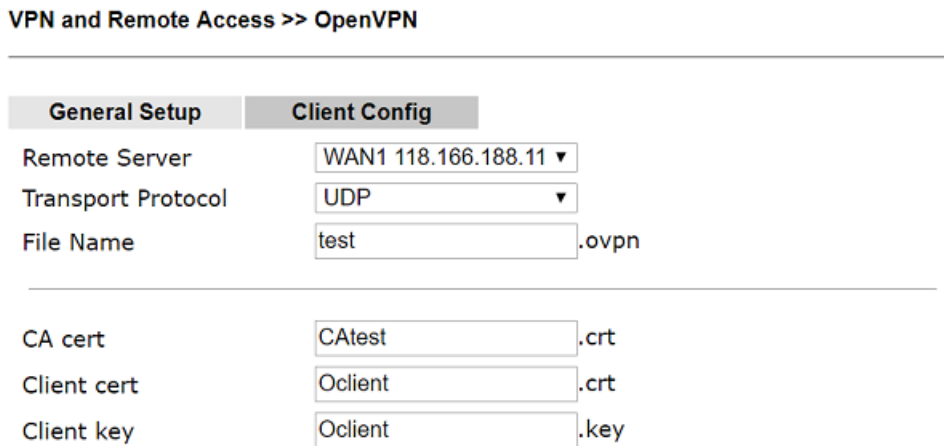 VPN and Remote Access >> OpenVPN
General Setup Client Config
Remote Server WAN1 118.166.188.11
Transport Protocol UDP
File Name test .ovpn
CA cert CAtest .crt
Client cert Oclient .crt
Client key Oclient .key